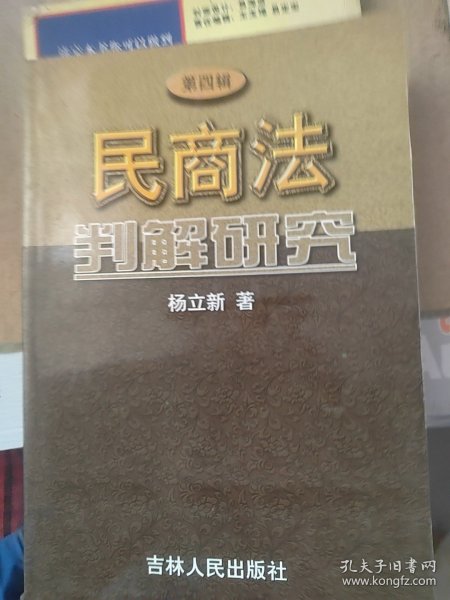 第四辑
民商法
判解研究
杨立新 著
吉林人民出版社
孔夫子旧书网
www.kongfz.com